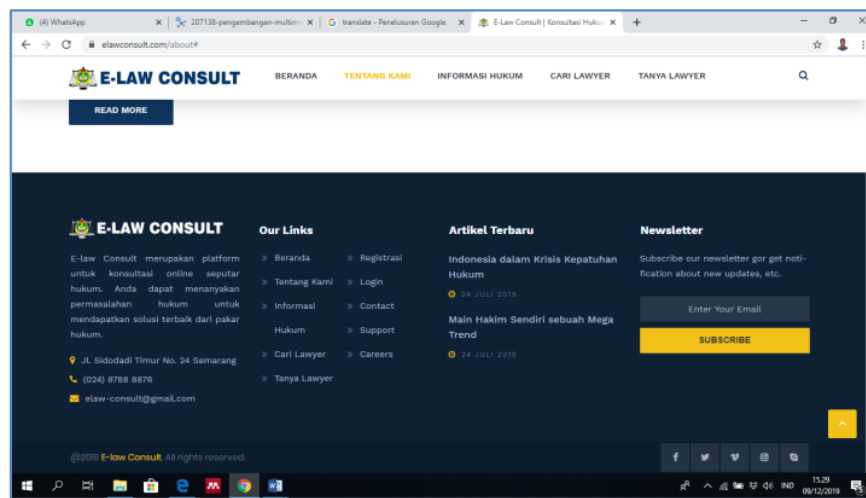 (4) WhatsApp
207138-pengembangan-multim
translate - Penelusuran Google
E-Law Consult | Konsultasi Hukum
elawconsult.com/about#
E-LAW CONSULT
BERANDA
TENTANG KAMI
INFORMASI HUKUM
CARI LAWYER
TANYA LAWYER
READ MORE
E-LAW CONSULT
E-law Consult merupakan platform
untuk konsultasi online seputar
hukum. Anda dapat menanyakan
permasalahan hukum untuk
mendapatkan solusi terbaik dari pakar
hukum.
Jl. Sidodadi Timur No. 24 Semarang
(024) 8788 8876
elaw-consult@gmail.com
Our Links
» Beranda
» Tentang Kami
» Informasi
Hukum
» Cari Lawyer
» Tanya Lawyer
» Registrasi
» Login
» Contact
» Support
» Careers
Artikel Terbaru
Indonesia dalam Krisis Kepatuhan
Hukum
24 JULI 2019
Main Hakim Sendiri sebuah Mega
Trend
24 JULI 2019
Newsletter
Subscribe our newsletter gor get noti-
fication about new updates, etc.
Enter Your Email
SUBSCRIBE
@2019 E-law Consult. All rights reserved.
IND
15.29
09/12/2019